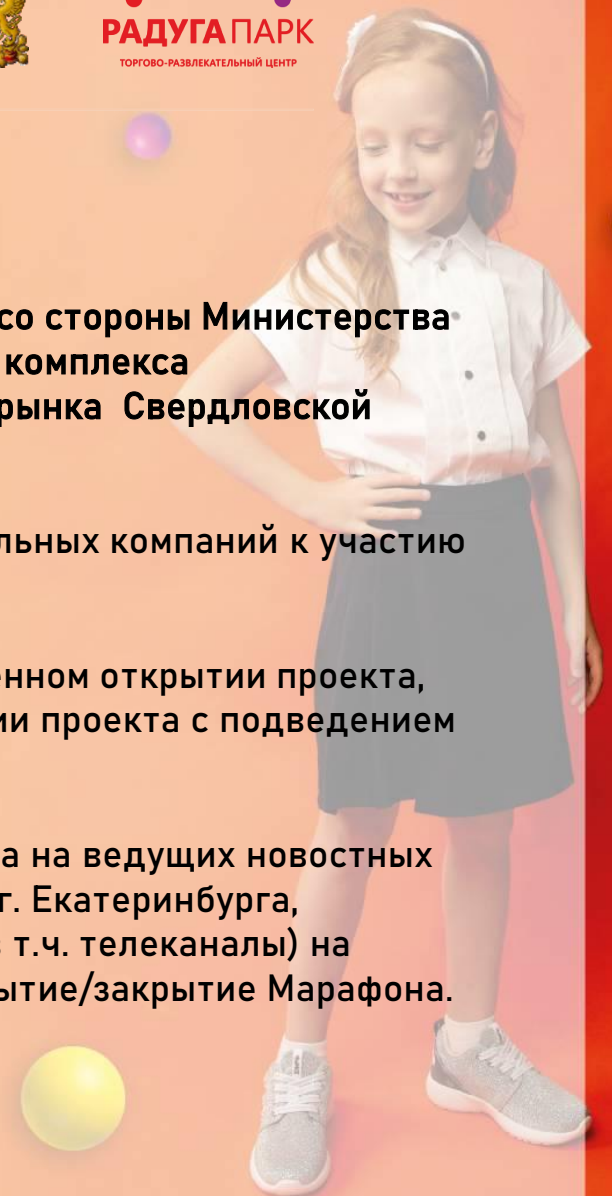 РАДУГА ПАРК
ТОРГОВО-РАЗВЛЕКАТЕЛЬНЫЙ ЦЕНТР
со стороны Министерства
комплекса
рынка Свердловской
льных компаний к участию
енном открытии проекта,
ии проекта с подведением
а на ведущих новостных
г. Екатеринбурга,
в т.ч. телеканалы) на
ытие/закрытие Марафона.